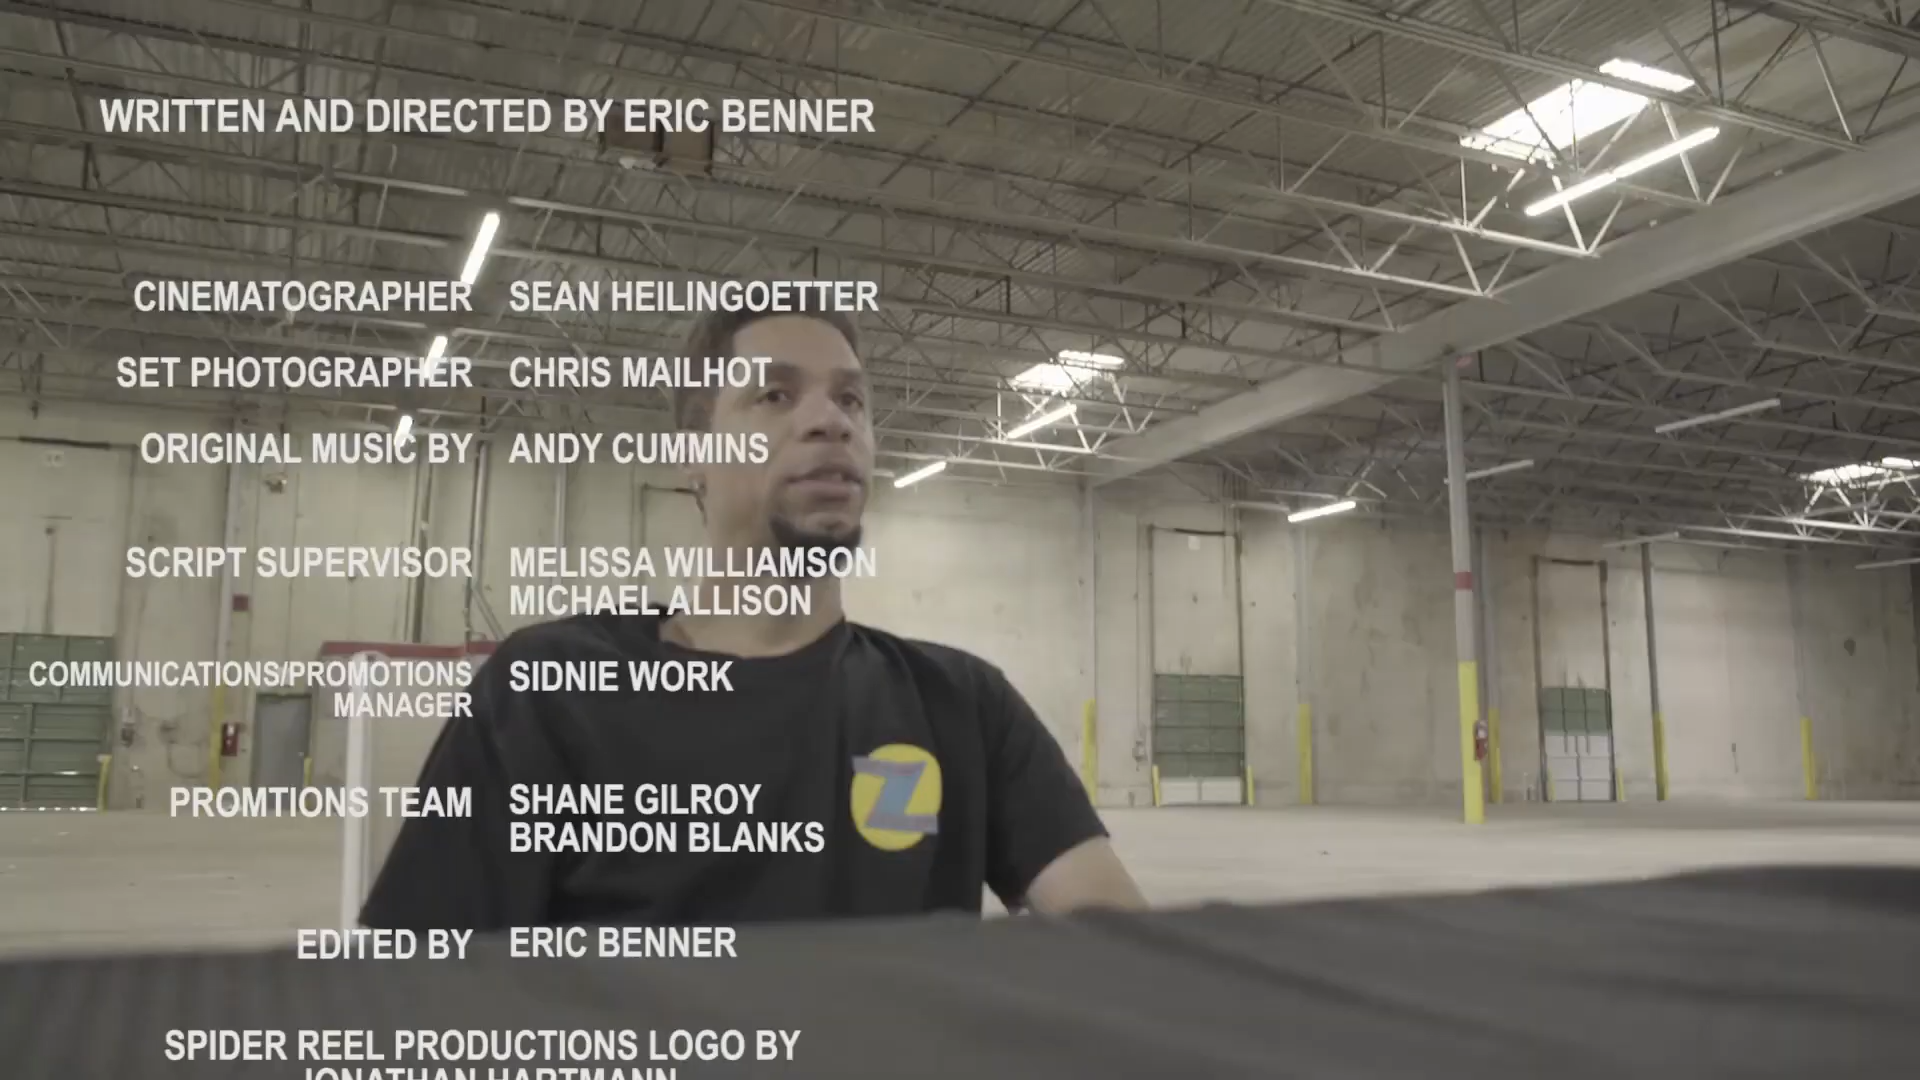 WRITTEN AND DIRECTED BY ERIC BENNER
CINEMATOGRAPHER SEAN HEILINGOETTER
SET PHOTOGRAPHER CHRIS MAILHOT
ORIGINAL MUSIC BY ANDY CUMMINS
SCRIPT SUPERVISOR MELISSA WILLIAMSON
MICHAEL ALLISON
COMMUNICATIONS/PROMOTIONS SIDNIE WORK
MANAGER
PROMTIONS TEAM SHANE GILROY
BRANDON BLANKS
Z
EDITED BY ERIC BENNER
SPIDER REEL PRODUCTIONS LOGO BY
JONATHAN HARTMANN